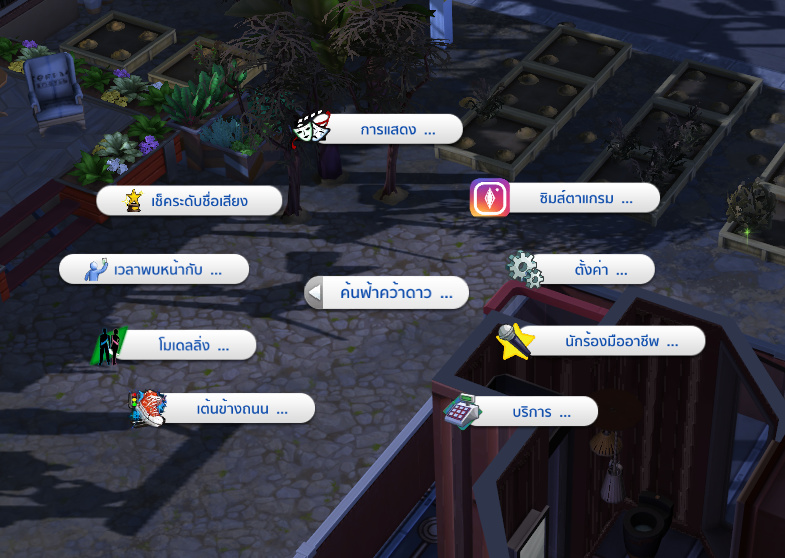 การแสดง ...
เช็คระดับชื่อเสียง
ซิมส์ตาแกรม ...
เวลาพบหน้ากับ ...
ตั้งค่า ...
ค้นฟ้าคว้าดาว ...
โมเดลลิ่ง ...
นักร้องมืออาชีพ ...
เต้นข้างถนน ...
บริการ ...